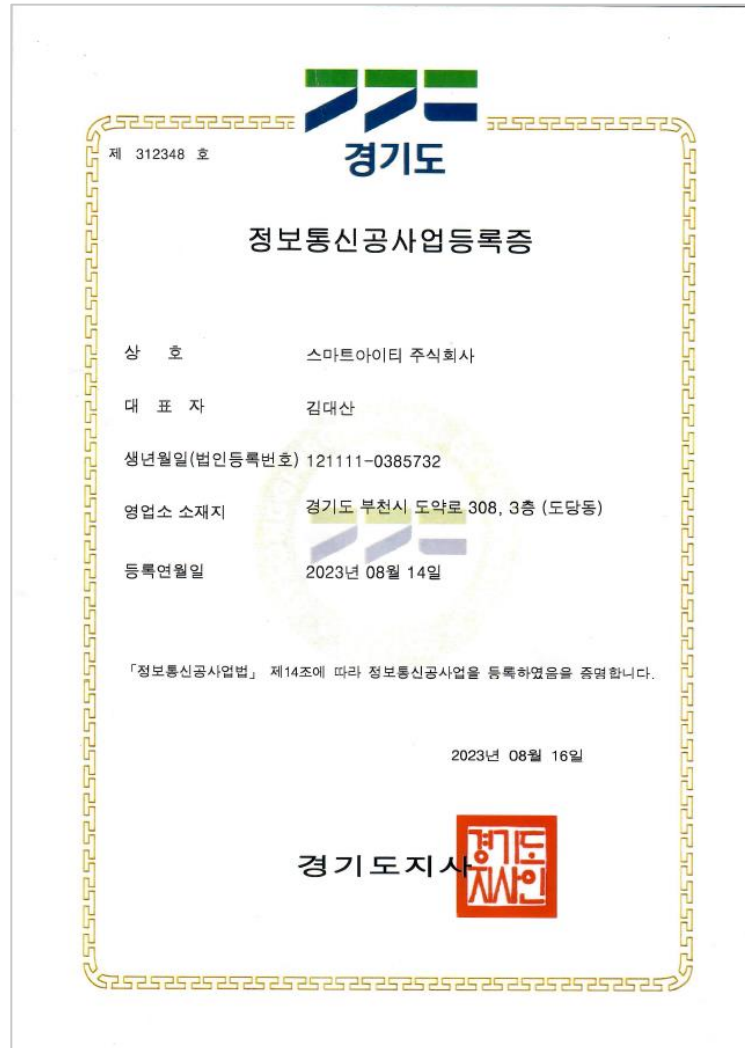 경기도
제 312348 호
정보통신공사업등록증
상 호 스마트아이티 주식회사
대 표 자 김대산
생년월일(법인등록번호) 121111-0385732
영업소 소재지 경기도 부천시 도약로 308, 3층 (도당동)
등록연월일 2023년 08월 14일
「정보통신공사업법」 제14조에 따라 정보통신공사업을 등록하였음을 증명합니다.
2023년 08월 16일
경기도지사
경기도
지사인